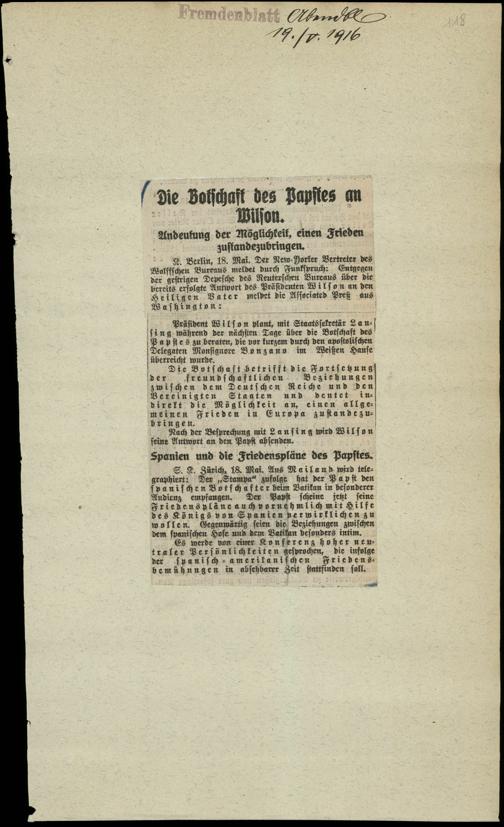 Fremdenblatt Abendbl
118
19./V. 1916
Die Botschaft des Papstes an
Wilson.
Andeutung der Möglichkeit, einen Frieden
zustandezubringen.
K. Berlin, 18. Mai. Der New-Yorker Vertreter des
Wolffschen Bureaus meldet durch Funkspruch: Entgegen
der gestrigen Depesche des Reuterschen Bureaus über die
bereits erfolgte Antwort des Präsidenten Wilson an den
Heiligen Vater meldet die Associated Preß aus
Washington:
Präsident Wilson plant, mit Staatssekretär Lan-
sing während der nächsten Tage über die Botschaft des
Papstes zu beraten, die vor kurzem durch den apostolischen
Delegaten Monsignore Bonzano im Weißen Hause
überreicht wurde.
Die Botschaft betrifft die Fortsetzung
der freundschaftlichen Beziehungen
zwischen dem Deutschen Reiche und den
Vereinigten Staaten und deutet in-
direkt die Möglichkeit an, einen allge-
meinen Frieden in Europa zustandezu-
bringen.
Nach der Besprechung mit Lansing wird Wilson
seine Antwort an den Papst absenden.
Spanien und die Friedenspläne des Papstes.
S. K. Zürich, 18. Mai. Aus Mailand wird tele-
graphiert: Der „Stampa" zufolge hat der Papst den
spanischen Botschafter beim Vatikan in besonderer
Audienz empfangen. Der Papst scheine jetzt seine
Friedenspläne auch vornehmlich mit Hilfe
des Königs von Spanien verwirklichen zu
wollen. Gegenwärtig seien die Beziehungen zwischen
dem spanischen Hofe und dem Vatikan besonders intim.
Es werde von einer Konferenz hoher neu-
traler Persönlichkeiten gesprochen, die infolge
der spanisch-amerikanischen Friedens-
bemühungen in absehbarer Zeit stattfinden soll.